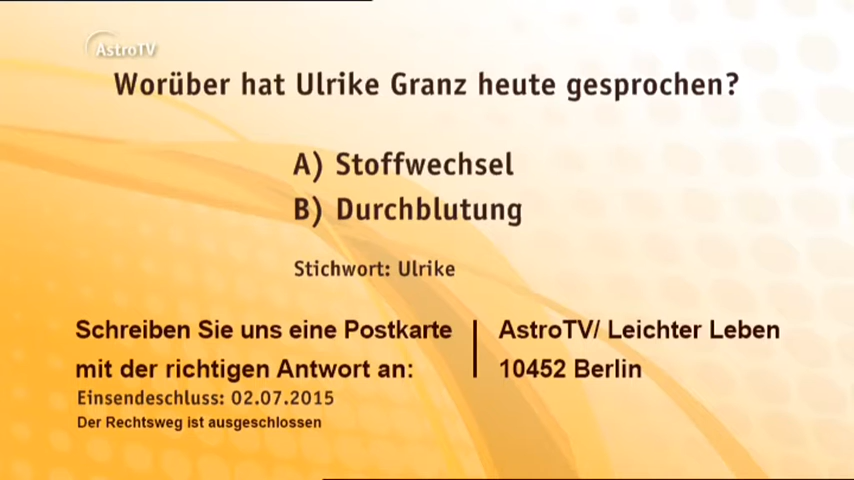 AstroTV
Worüber hat Ulrike Granz heute gesprochen?
A) Stoffwechsel
B) Durchblutung
Stichwort: Ulrike
Schreiben Sie uns eine Postkarte
mit der richtigen Antwort an:
AstroTV/ Leichter Leben
10452 Berlin
Einsendeschluss: 02.07.2015
Der Rechtsweg ist ausgeschlossen